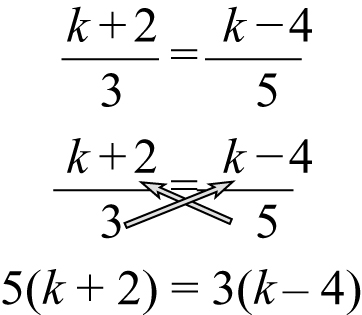 k + 2 / 3 = k − 4 / 5
k + 2 / 3 = k − 4 / 5
5(k + 2) = 3(k − 4)